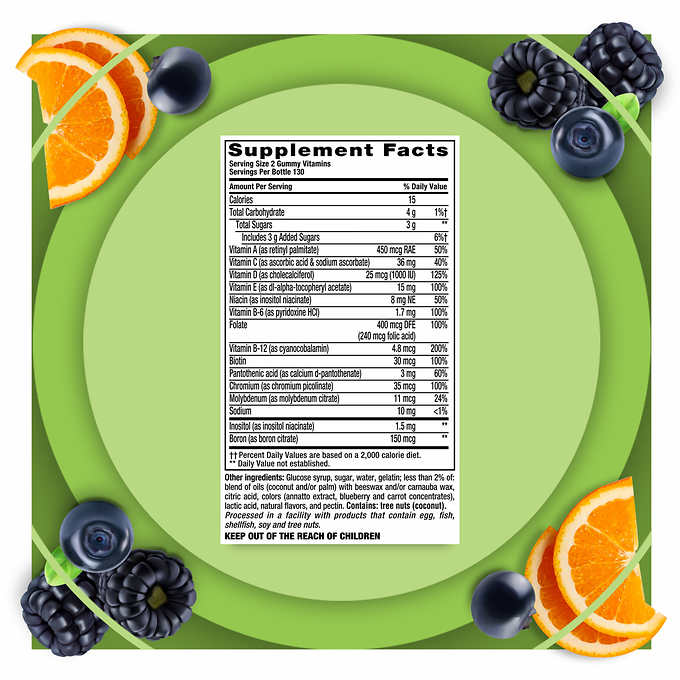 Supplement Facts
Serving Size 2 Gummy Vitamins
Servings Per Bottle 130
Amount Per Serving % Daily Value
Calories 15
Total Carbohydrate 4 g 1%†
Total Sugars 3 g **
Includes 3 g Added Sugars 6%†
Vitamin A (as retinyl palmitate) 450 mcg RAE 50%
Vitamin C (as ascorbic acid & sodium ascorbate) 36 mg 40%
Vitamin D (as cholecalciferol) 25 mcg (1000 IU) 125%
Vitamin E (as dl-alpha-tocopheryl acetate) 15 mg 100%
Niacin (as inositol niacinate) 8 mg NE 50%
Vitamin B-6 (as pyridoxine HCl) 1.7 mg 100%
Folate 400 mcg DFE 100%
(240 mcg folic acid)
Vitamin B-12 (as cyanocobalamin) 4.8 mcg 200%
Biotin 30 mcg 100%
Pantothenic acid (as calcium d-pantothenate) 3 mg 60%
Chromium (as chromium picolinate) 35 mcg 100%
Molybdenum (as molybdenum citrate) 11 mcg 24%
Sodium 10 mg <1%
Inositol (as inositol niacinate) 1.5 mg **
Boron (as boron citrate) 150 mcg **
†† Percent Daily Values are based on a 2,000 calorie diet.
** Daily Value not established.
Other ingredients: Glucose syrup, sugar, water, gelatin; less than 2% of:
blend of oils (coconut and/or palm) with beeswax and/or carnauba wax,
citric acid, colors (annatto extract, blueberry and carrot concentrates),
lactic acid, natural flavors, and pectin. Contains: tree nuts (coconut).
Processed in a facility with products that contain egg, fish,
shellfish, soy and tree nuts.
KEEP OUT OF THE REACH OF CHILDREN